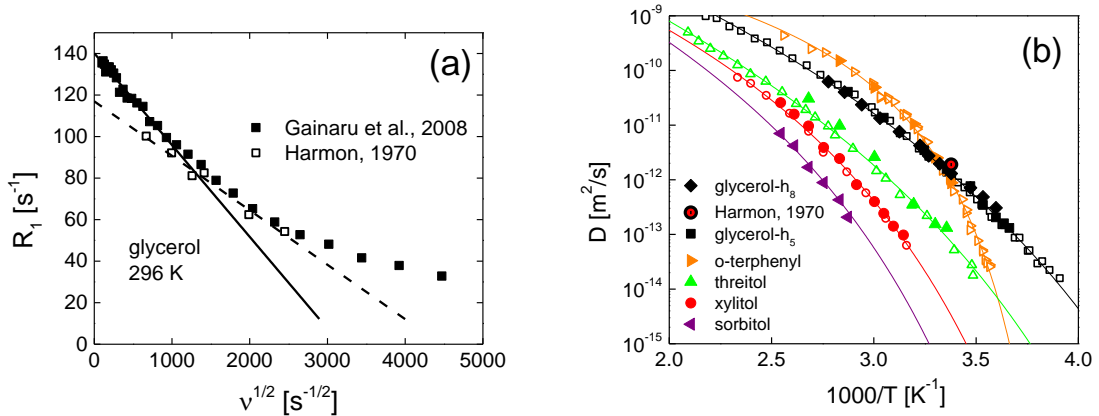 (a)
140
120
100
80
60
40
20
0
R₁ [s⁻¹]
Gainaru et al., 2008
Harmon, 1970
glycerol
296 K
0 1000 2000 3000 4000 5000
ν^1/2 [s^-1/2]
(b)
10⁻⁹
10⁻¹⁰
10⁻¹¹
10⁻¹²
10⁻¹³
10⁻¹⁴
10⁻¹⁵
D [m²/s]
glycerol-h₈
Harmon, 1970
glycerol-h₅
o-terphenyl
threitol
xylitol
sorbitol
2.0 2.5 3.0 3.5 4.0
1000/T [K⁻¹]